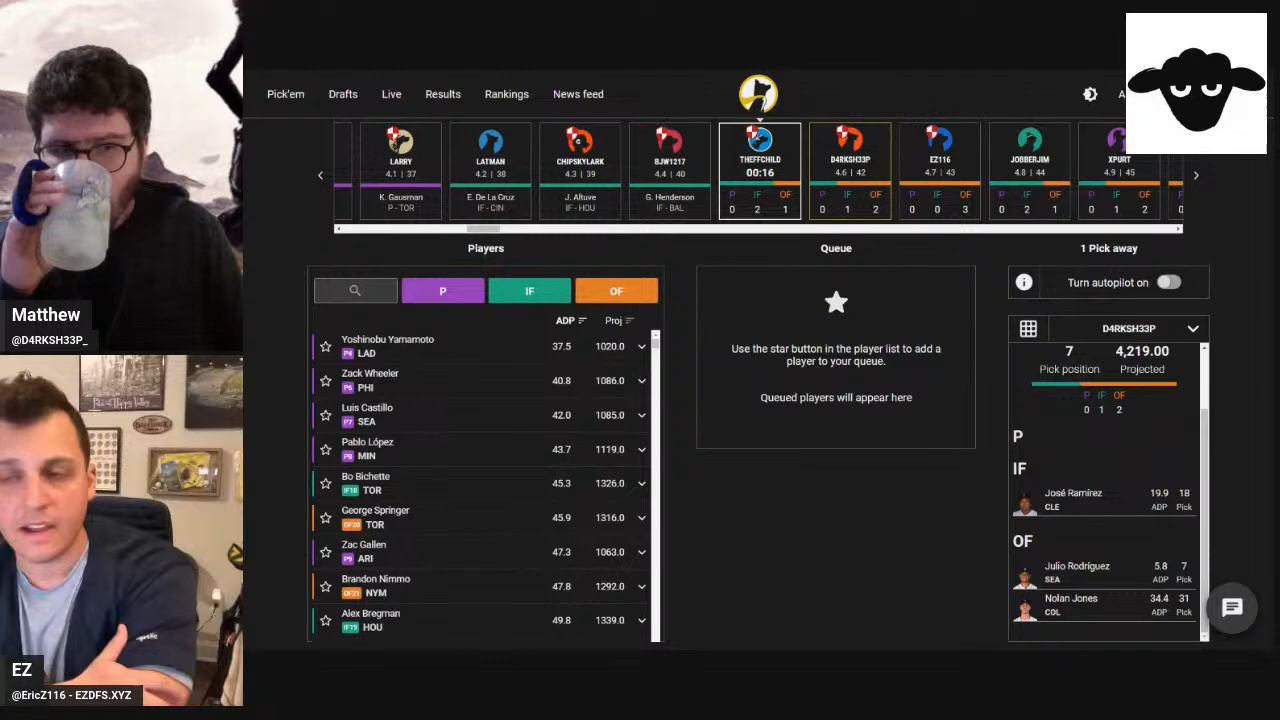 Pick'em Drafts Live Results Rankings News feed
LARRY
4.1 | 37
K. Gausman
P - TOR
LATMAN
4.2 | 38
E. De La Cruz
IF - CIN
CHIPSKYLARK
4.3 | 39
J. Altuve
IF - HOU
BJW1217
4.4 | 40
G. Henderson
IF - BAL
THEFFCHILD
00:16
P IF OF
0 2 1
D4RKSH33P
4.6 | 42
P IF OF
0 1 2
EZ116
4.7 | 43
P IF OF
0 0 3
JOBBERJIM
4.8 | 44
P IF OF
0 2 1
XPURT
4.9 | 45
P IF OF
0 1 2
Players
Queue
1 Pick away
P IF OF
ADP Proj
Yoshinobu Yamamoto
P4 LAD 37.5 1020.0
Zack Wheeler
P6 PHI 40.8 1086.0
Luis Castillo
P7 SEA 42.0 1085.0
Pablo López
P8 MIN 43.7 1119.0
Bo Bichette
IF18 TOR 45.3 1326.0
George Springer
OF20 TOR 45.9 1316.0
Zac Gallen
P9 ARI 47.3 1063.0
Brandon Nimmo
OF21 NYM 47.8 1292.0
Alex Bregman
IF19 HOU 49.8 1339.0
Use the star button in the player list to add a
player to your queue.
Queued players will appear here
Turn autopilot on
D4RKSH33P
7 4,219.00
Pick position Projected
P IF OF
0 1 2
P
IF
José Ramírez 19.9 18
CLE ADP Pick
OF
Julio Rodríguez 5.8 7
SEA ADP Pick
Nolan Jones 34.4 31
COL ADP Pick
Matthew
@D4RKSH33P_
EZ
@EricZ116 - EZDFS.XYZ